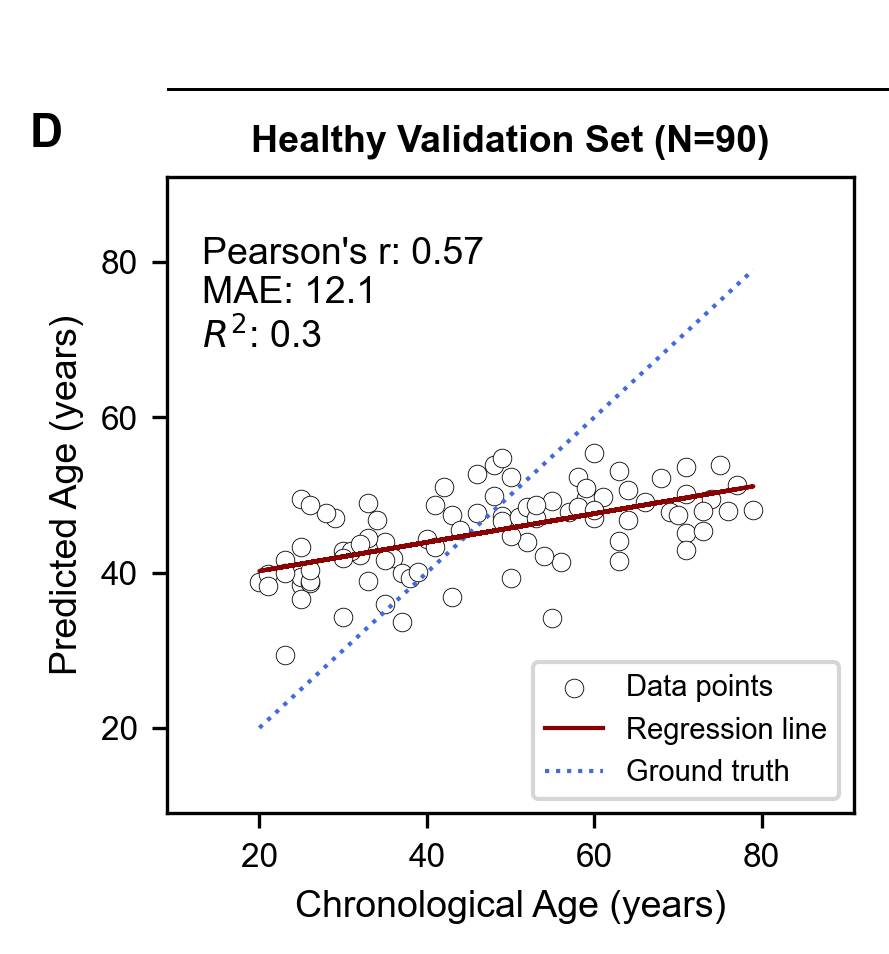 D
Healthy Validation Set (N=90)
Pearson's r: 0.57
MAE: 12.1
R²: 0.3
80
60
40
20
Predicted Age (years)
Data points
Regression line
Ground truth
20
40
60
80
Chronological Age (years)